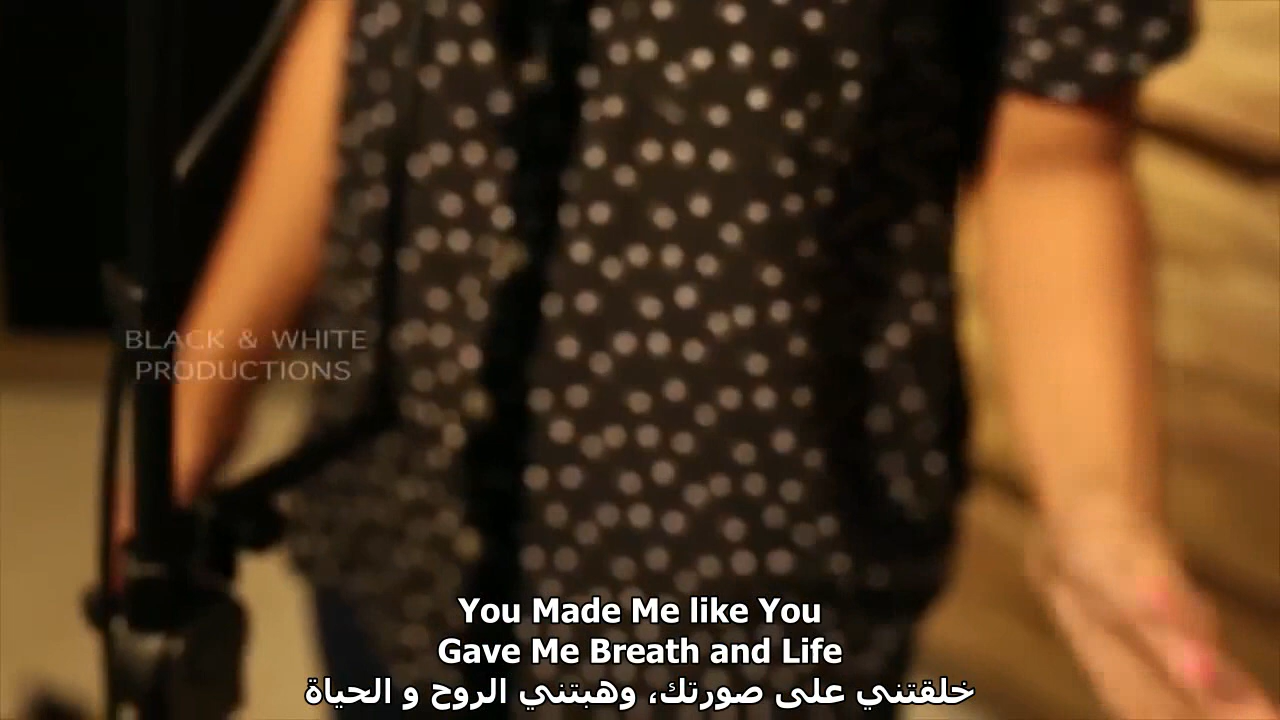 BLACK & WHITE
PRODUCTIONS
You Made Me like You
Gave Me Breath and Life
خلقتني على صورتك، وهبتني الروح و الحياة